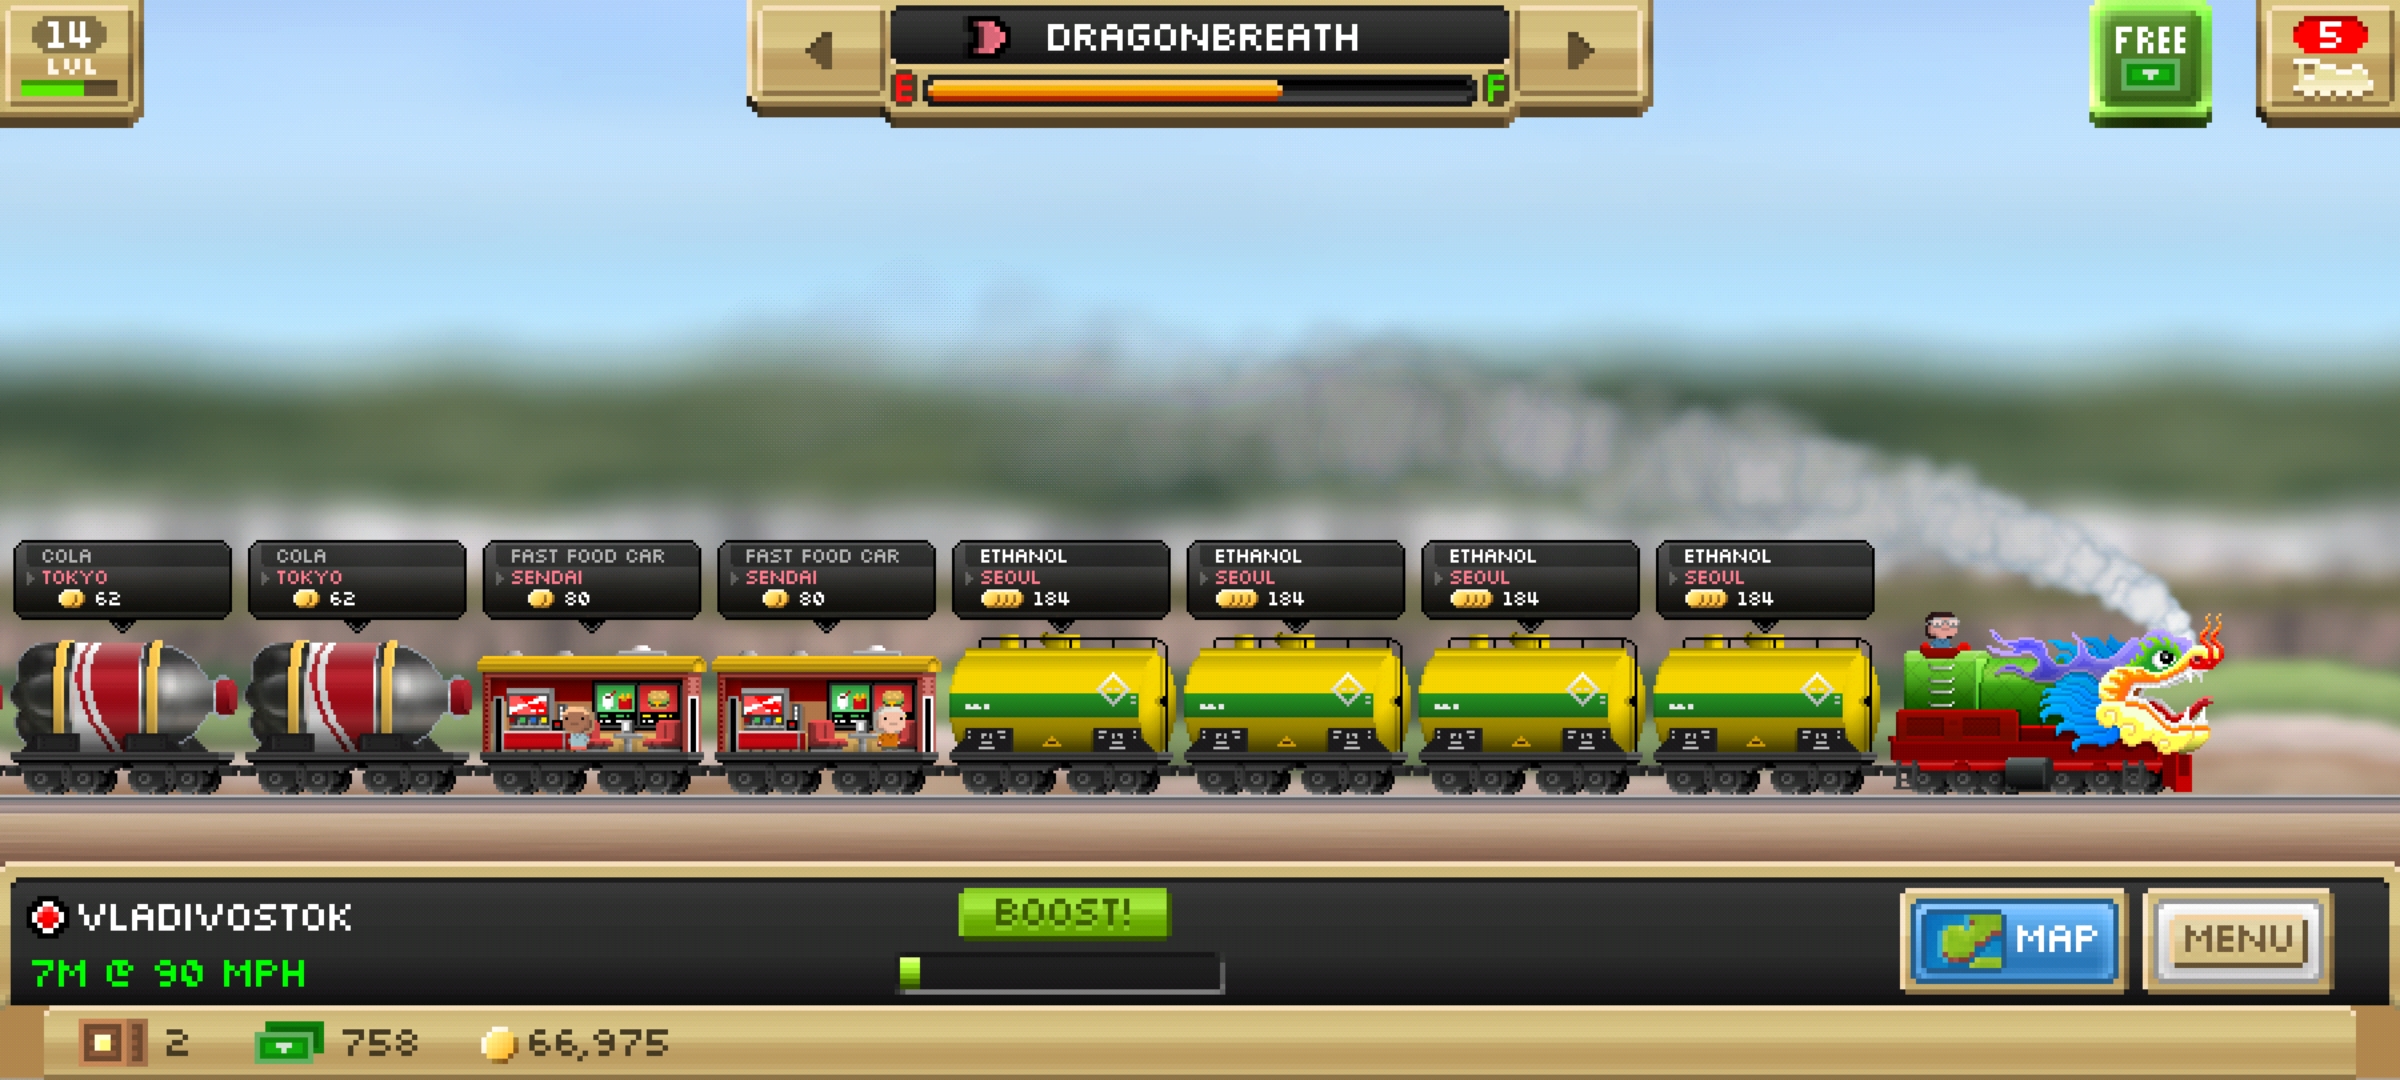 14
LVL
DRAGONBREATH
E F
FREE
5
COLA
TOKYO
62
COLA
TOKYO
62
FAST FOOD CAR
SENDAI
80
FAST FOOD CAR
SENDAI
80
ETHANOL
SEOUL
184
ETHANOL
SEOUL
184
ETHANOL
SEOUL
184
ETHANOL
SEOUL
184
VLADIVOSTOK
7M @ 90 MPH
BOOST!
MAP
MENU
2
758
66,975